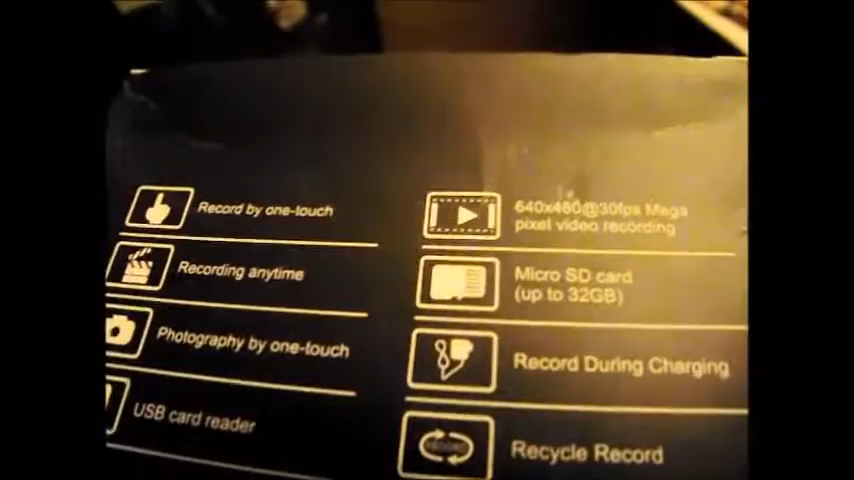 Record by one-touch
Recording anytime
Photography by one-touch
USB card reader
640x480@30fps Mega
pixel video recording.
Micro SD card
(up to 32GB)
Record During Charging
Recycle Record